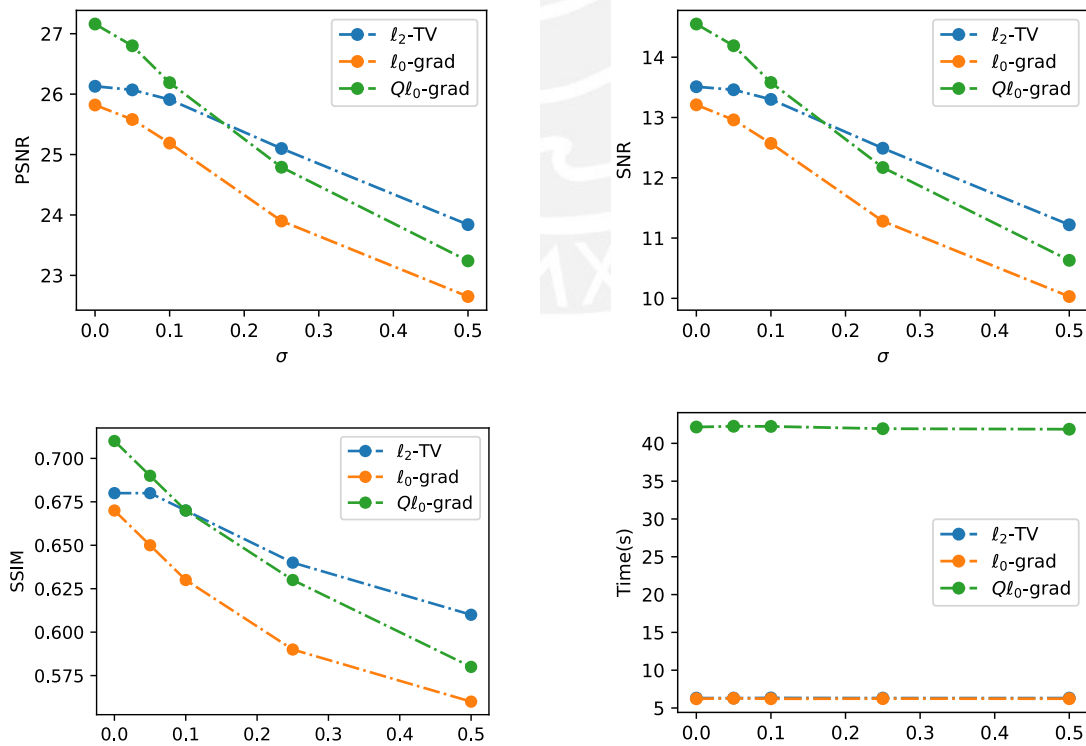 PSNR
27
26
25
24
23
0.0 0.1 0.2 0.3 0.4 0.5
σ
ℓ₂-TV
ℓ₀-grad
Qℓ₀-grad
SNR
14
13
12
11
10
0.0 0.1 0.2 0.3 0.4 0.5
σ
ℓ₂-TV
ℓ₀-grad
Qℓ₀-grad
SSIM
0.700
0.675
0.650
0.625
0.600
0.575
0.0 0.1 0.2 0.3 0.4 0.5
ℓ₂-TV
ℓ₀-grad
Qℓ₀-grad
Time(s)
40
35
30
25
20
15
10
5
0.0 0.1 0.2 0.3 0.4 0.5
ℓ₂-TV
ℓ₀-grad
Qℓ₀-grad